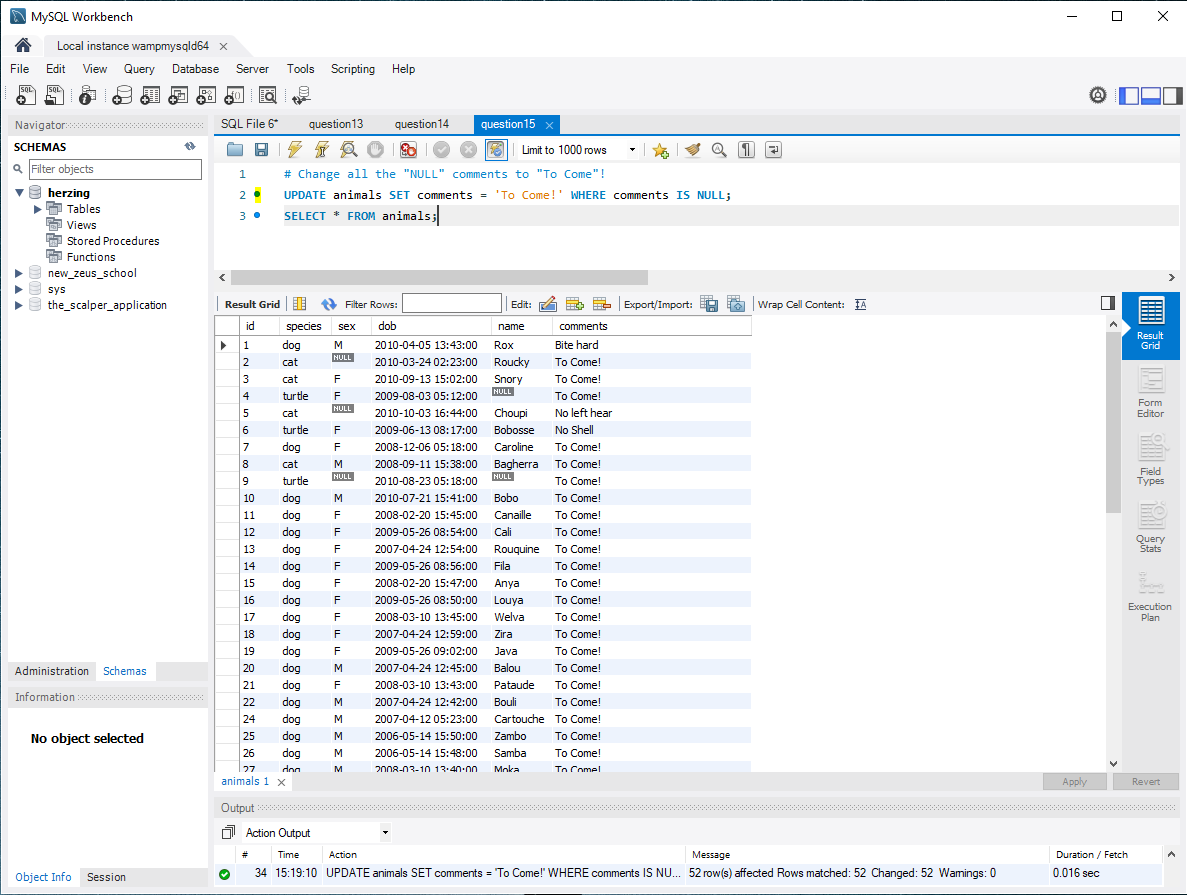 MySQL Workbench
Local instance wampmysqld64
File Edit View Query Database Server Tools Scripting Help
SQL SQL
Navigator
SCHEMAS
Filter objects
herzing
Tables
Views
Stored Procedures
Functions
new_zeus_school
sys
the_scalper_application
Administration Schemas
Information
No object selected
Object Info Session
SQL File 6* question13 question14 question15
Limit to 1000 rows
1 # Change all the "NULL" comments to "To Come"!
2 UPDATE animals SET comments = 'To Come!' WHERE comments IS NULL;
3 SELECT * FROM animals;
Result Grid Filter Rows: Edit: Export/Import: Wrap Cell Content:
id species sex dob name comments
1 dog M 2010-04-05 13:43:00 Rox Bite hard
2 cat NULL 2010-03-24 02:23:00 Roucky To Come!
3 cat F 2010-09-13 15:02:00 Snory To Come!
4 turtle F 2009-08-03 05:12:00 NULL To Come!
5 cat NULL 2010-10-03 16:44:00 Choupi No left hear
6 turtle F 2009-06-13 08:17:00 Bobosse No Shell
7 dog F 2008-12-06 05:18:00 Caroline To Come!
8 cat M 2008-09-11 15:38:00 Bagherra To Come!
9 turtle NULL 2010-08-23 05:18:00 NULL To Come!
10 dog M 2010-07-21 15:41:00 Bobo To Come!
11 dog F 2008-02-20 15:45:00 Canaille To Come!
12 dog F 2009-05-26 08:54:00 Cali To Come!
13 dog F 2007-04-24 12:54:00 Rouquine To Come!
14 dog F 2009-05-26 08:56:00 Fila To Come!
15 dog F 2008-02-20 15:47:00 Anya To Come!
16 dog F 2009-05-26 08:50:00 Louya To Come!
17 dog F 2008-03-10 13:45:00 Welva To Come!
18 dog F 2007-04-24 12:59:00 Zira To Come!
19 dog F 2009-05-26 09:02:00 Java To Come!
20 dog M 2007-04-24 12:45:00 Balou To Come!
21 dog F 2008-03-10 13:43:00 Pataude To Come!
22 dog M 2007-04-24 12:42:00 Bouli To Come!
24 dog M 2007-04-12 05:23:00 Cartouche To Come!
25 dog M 2006-05-14 15:50:00 Zambo To Come!
26 dog M 2006-05-14 15:48:00 Samba To Come!
27 dog M 2008-03-10 13:40:00 Moka To Come!
Result
Grid
Form
Editor
Field
Types
Query
Stats
Execution
Plan
animals 1 Apply Revert
Output
Action Output
# Time Action Message Duration / Fetch
34 15:19:10 UPDATE animals SET comments = 'To Come!' WHERE comments IS NU... 52 row(s) affected Rows matched: 52 Changed: 52 Warnings: 0 0.016 sec